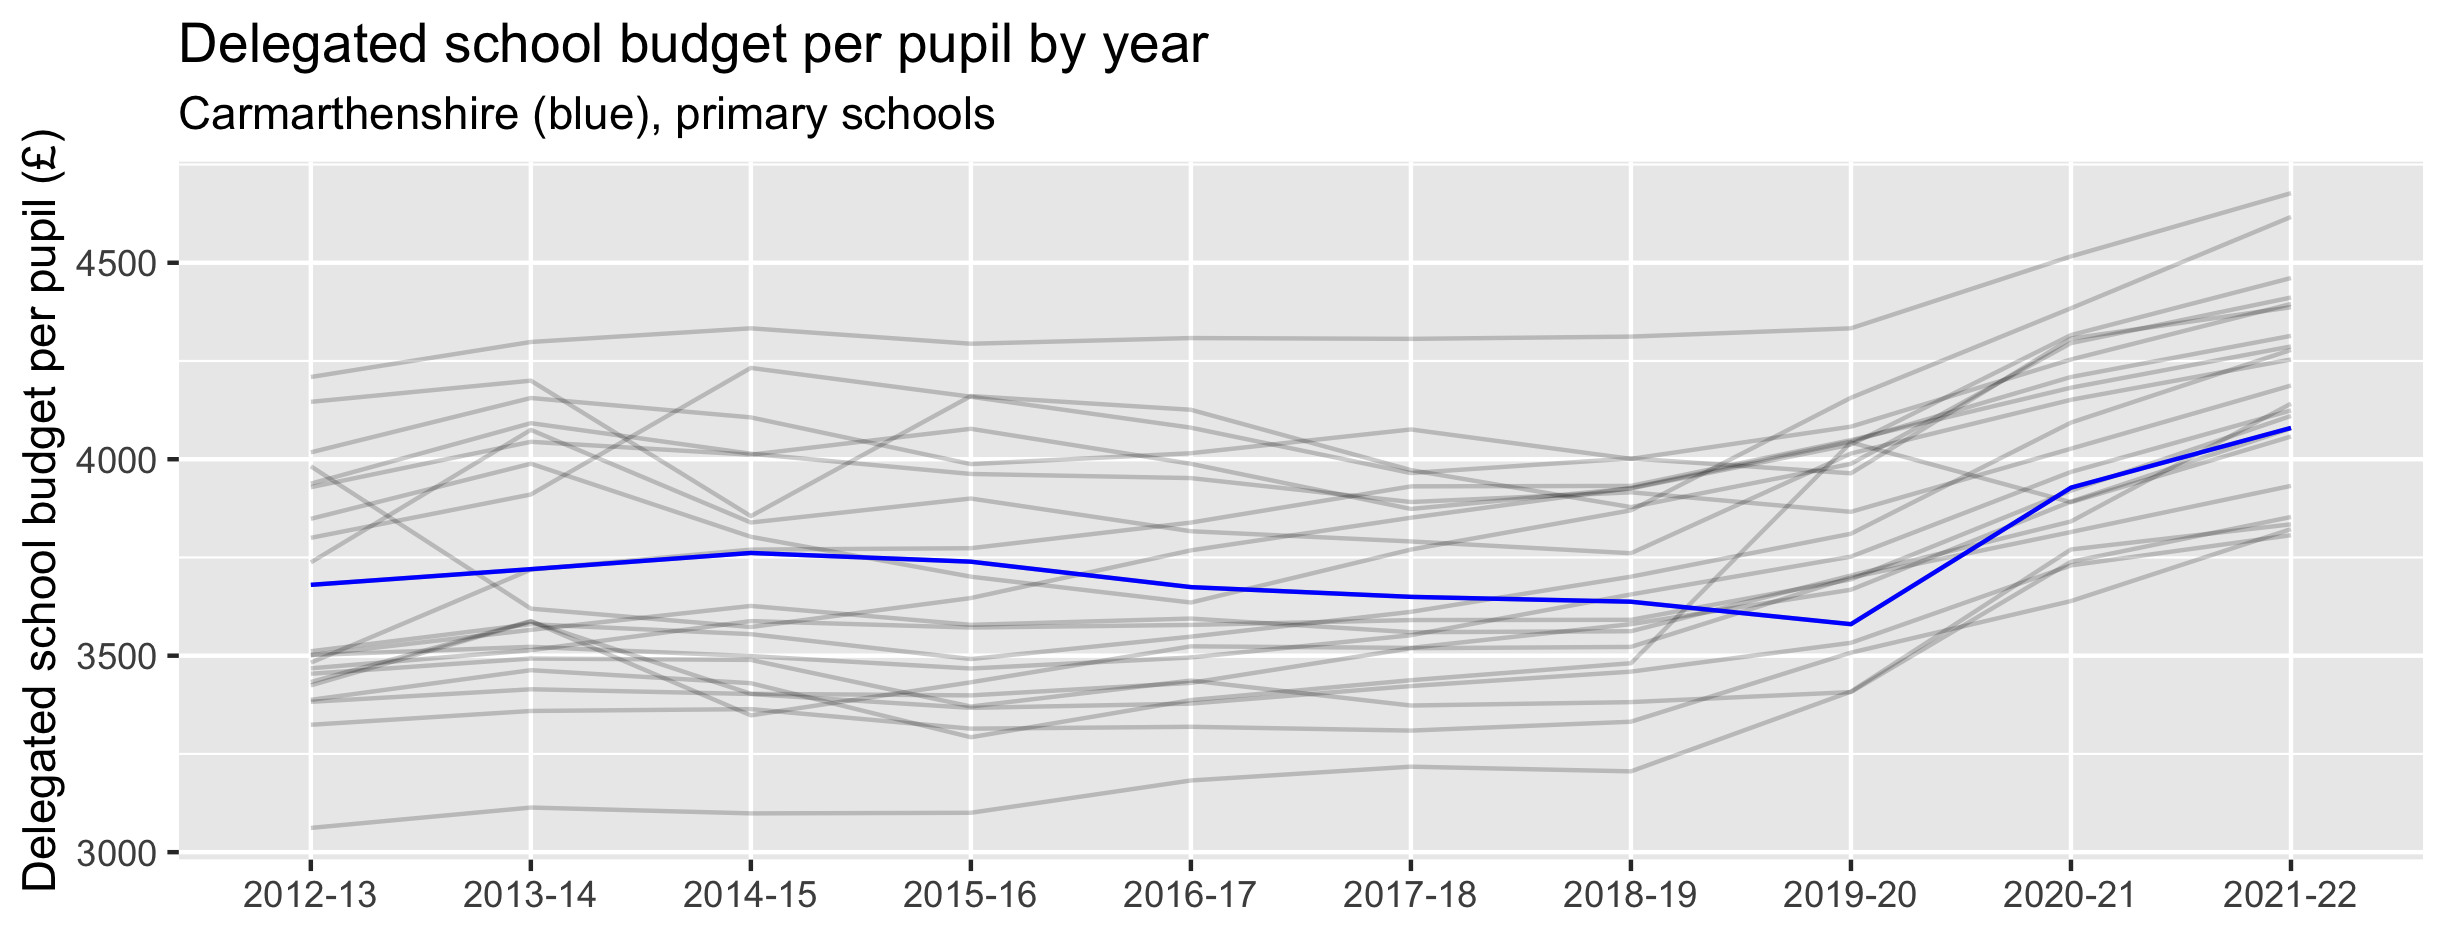 Delegated school budget per pupil by year
Carmarthenshire (blue), primary schools
Delegated school budget per pupil (£)
4500
4000
3500
3000
2012-13 2013-14 2014-15 2015-16 2016-17 2017-18 2018-19 2019-20 2020-21 2021-22